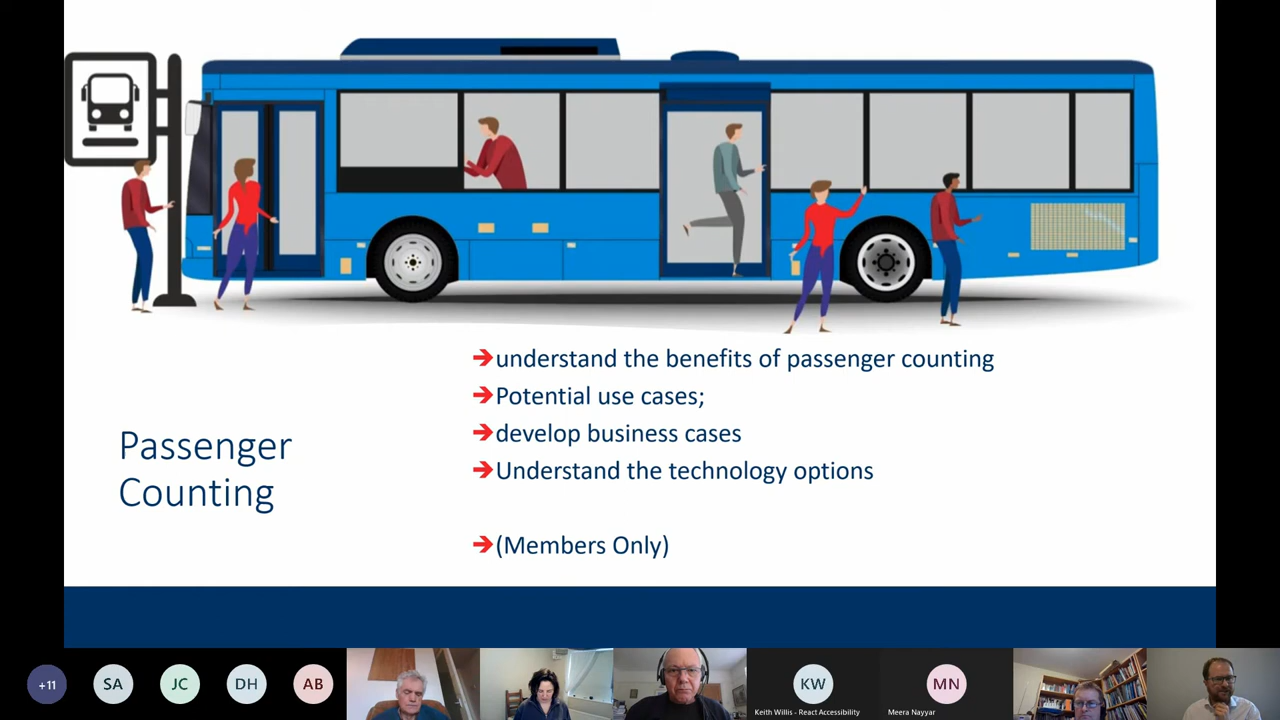 ➔understand the benefits of passenger counting
➔Potential use cases;
➔develop business cases
➔Understand the technology options
Passenger
Counting
➔(Members Only)
+11
SA
JC
DH
AB
KW
MN
Keith Willis - React Accessibility
Meera Nayyar